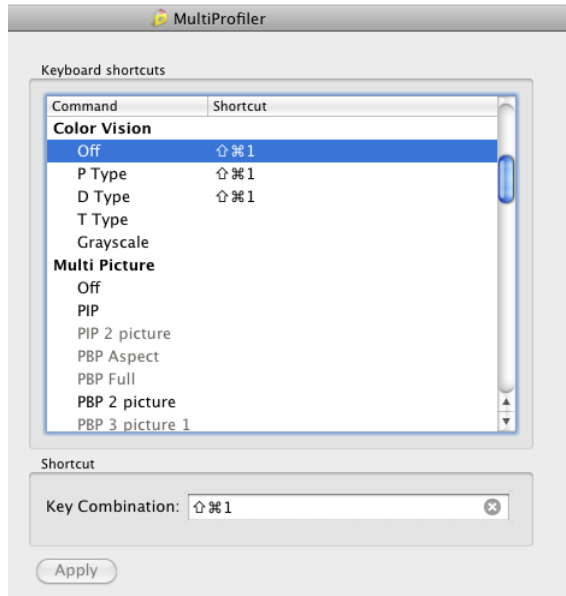 MultiProfiler
Keyboard shortcuts
Command Shortcut
Color Vision
Off ⇧⌘1
P Type ⇧⌘1
D Type ⇧⌘1
T Type
Grayscale
Multi Picture
Off
PIP
PIP 2 picture
PBP Aspect
PBP Full
PBP 2 picture
PBP 3 picture 1
Shortcut
Key Combination: ⇧⌘1
Apply